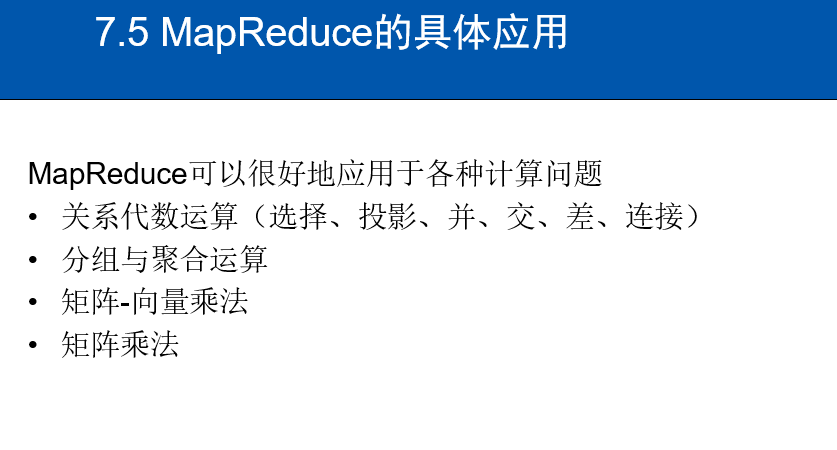 7.5 MapReduce的具体应用
MapReduce可以很好地应用于各种计算问题
• 关系代数运算（选择、投影、并、交、差、连接）
• 分组与聚合运算
• 矩阵-向量乘法
• 矩阵乘法